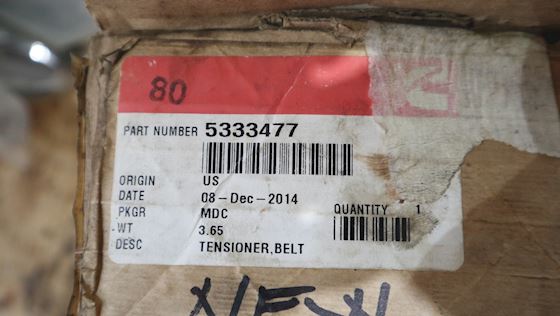 80
PART NUMBER 5333477
ORIGIN US
DATE 08-Dec-2014
PKGR MDC QUANTITY 1
WT 3.65
DESC TENSIONER,BELT